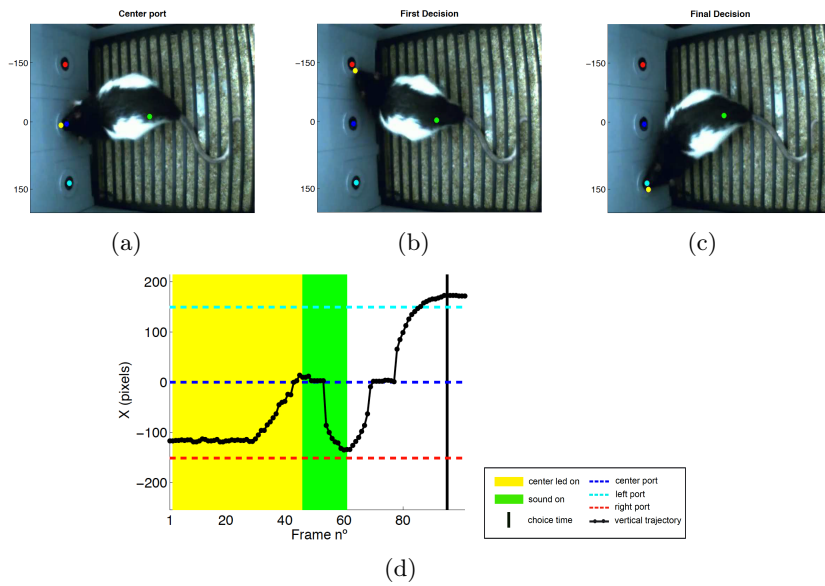 Center port
First Decision
Final Decision
-150
0
150
-150
0
150
-150
0
150
(a)
(b)
(c)
200
100
0
-100
-200
X (pixels)
1
20
40
60
80
Frame nº
center led on
sound on
choice time
center port
left port
right port
vertical trajectory
(d)